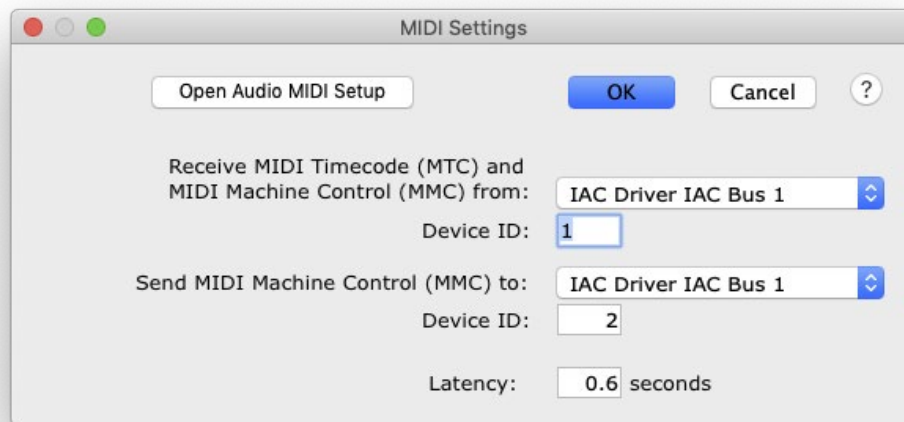 MIDI Settings
Open Audio MIDI Setup
OK
Cancel
?
Receive MIDI Timecode (MTC) and
MIDI Machine Control (MMC) from:
IAC Driver IAC Bus 1
Device ID:
1
Send MIDI Machine Control (MMC) to:
IAC Driver IAC Bus 1
Device ID:
2
Latency:
0.6 seconds